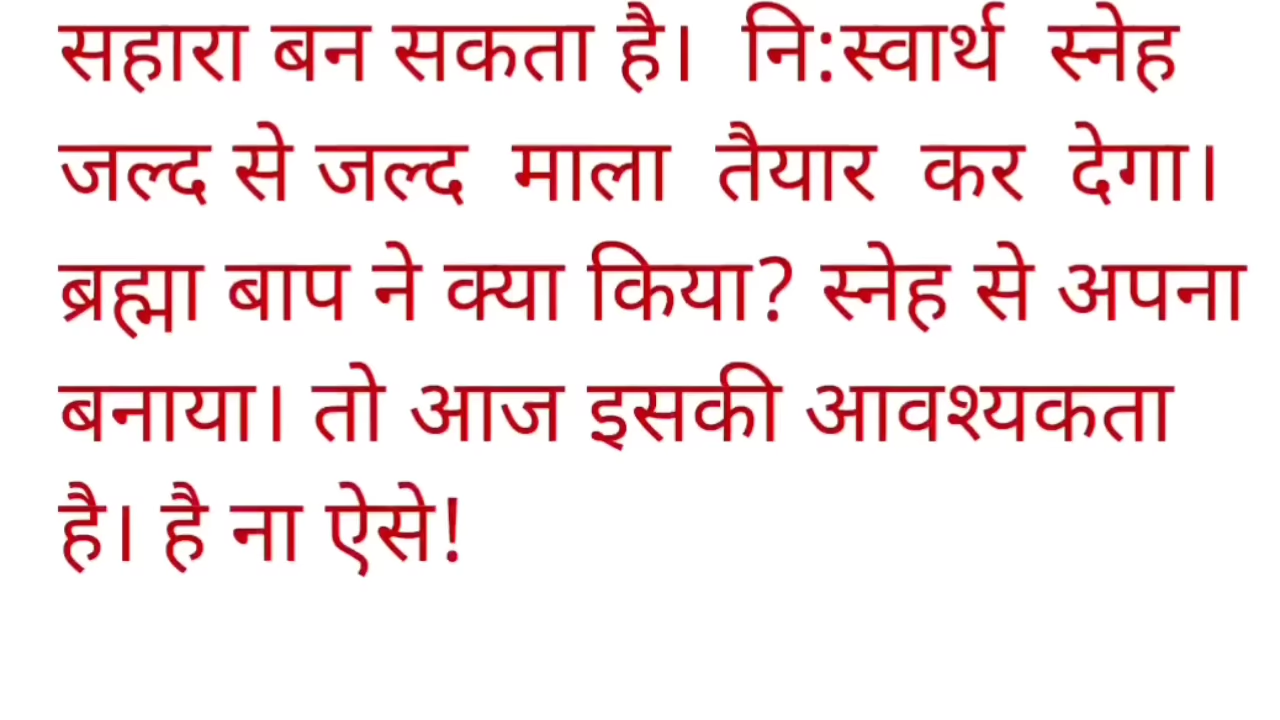 सहारा बन सकता है। नि:स्वार्थ स्नेह
जल्द से जल्द माला तैयार कर देगा।
ब्रह्मा बाप ने क्या किया? स्नेह से अपना
बनाया। तो आज इसकी आवश्यकता
है। है ना ऐसे!